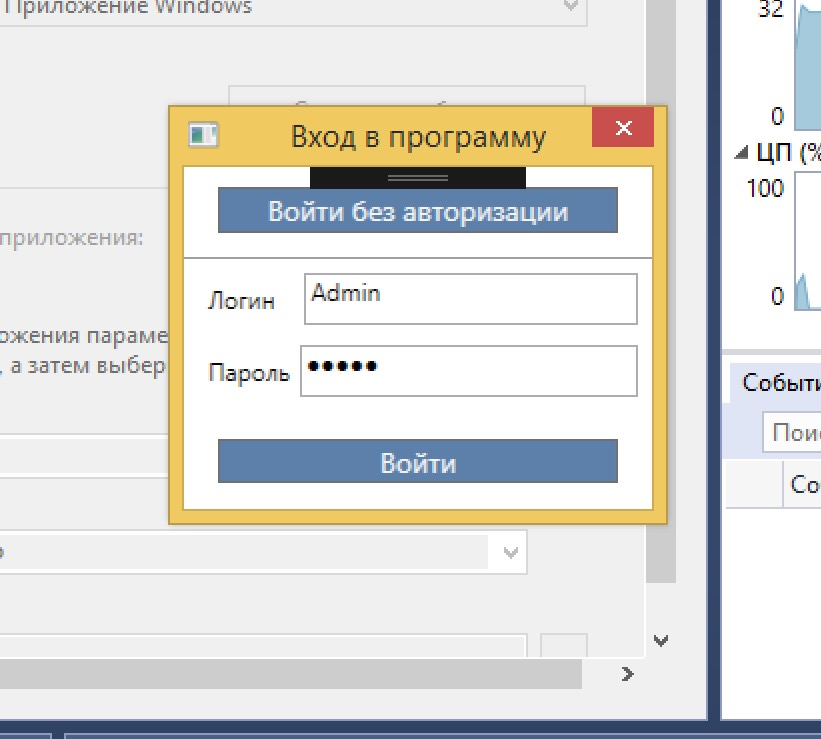 Приложение Windows
32
0
ЦП (%
100
0
Вход в программу
Войти без авторизации
приложения:
Логин
Admin
Пароль
•••••
Войти
ожения параме
, а затем выбер
Событи
Поис
Со